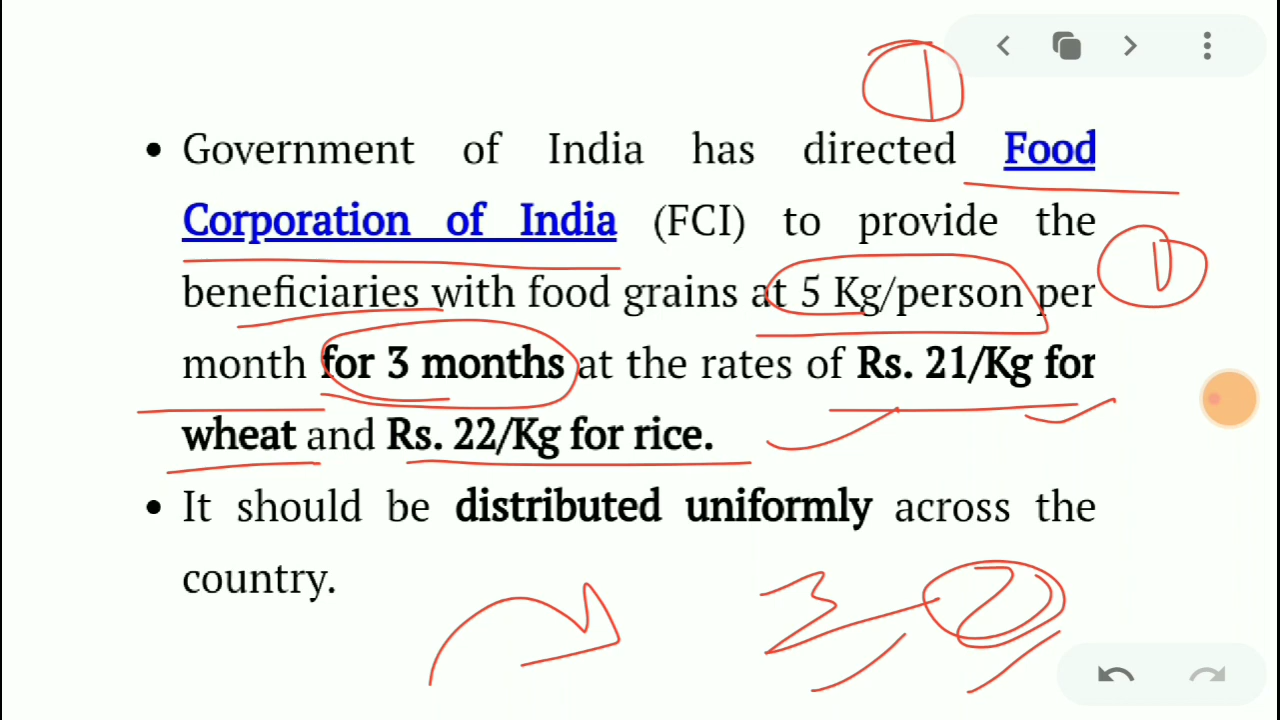 1
• Government of India has directed Food
Corporation of India (FCI) to provide the
beneficiaries with food grains at 5 Kg/person per
month for 3 months at the rates of Rs. 21/Kg for
wheat and Rs. 22/Kg for rice.
• It should be distributed uniformly across the
country.
3